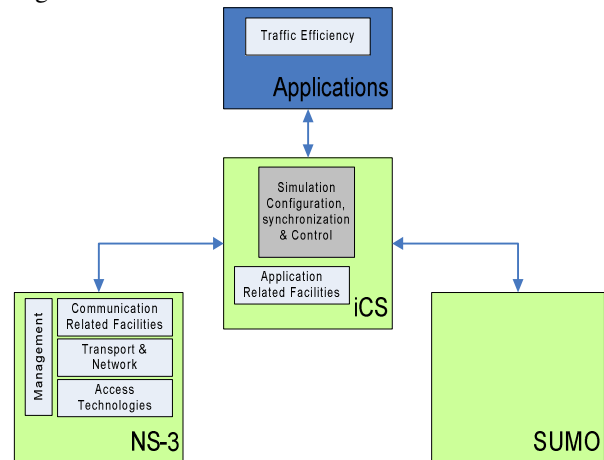 Traffic Efficiency
Applications
Simulation
Configuration,
synchronization
& Control
Application
Related Facilities
iCS
Management
Communication
Related Facilities
Transport &
Network
Access
Technologies
NS-3
SUMO